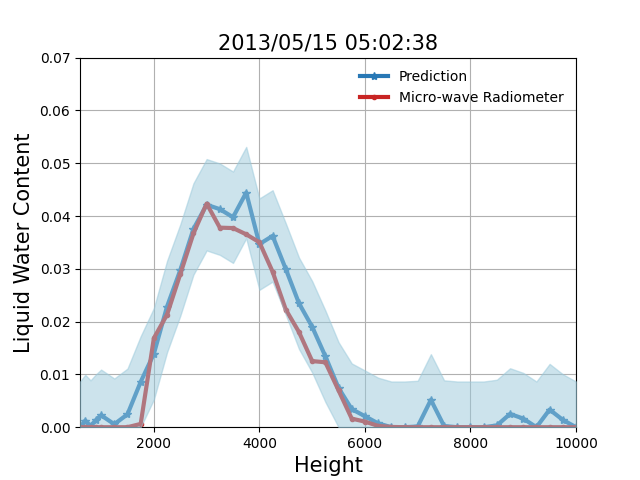 2013/05/15 05:02:38
Prediction
Micro-wave Radiometer
Liquid Water Content
0.07
0.06
0.05
0.04
0.03
0.02
0.01
0.00
2000 4000 6000 8000 10000
Height